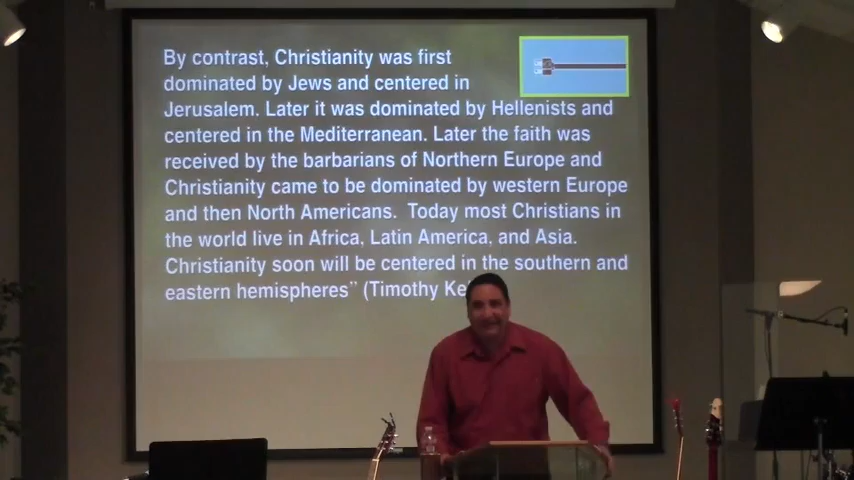 By contrast, Christianity was first
dominated by Jews and centered in
Jerusalem. Later it was dominated by Hellenists and
centered in the Mediterranean. Later the faith was
received by the barbarians of Northern Europe and
Christianity came to be dominated by western Europe
and then North Americans. Today most Christians in
the world live in Africa, Latin America, and Asia.
Christianity soon will be centered in the southern and
eastern hemispheres” (Timothy